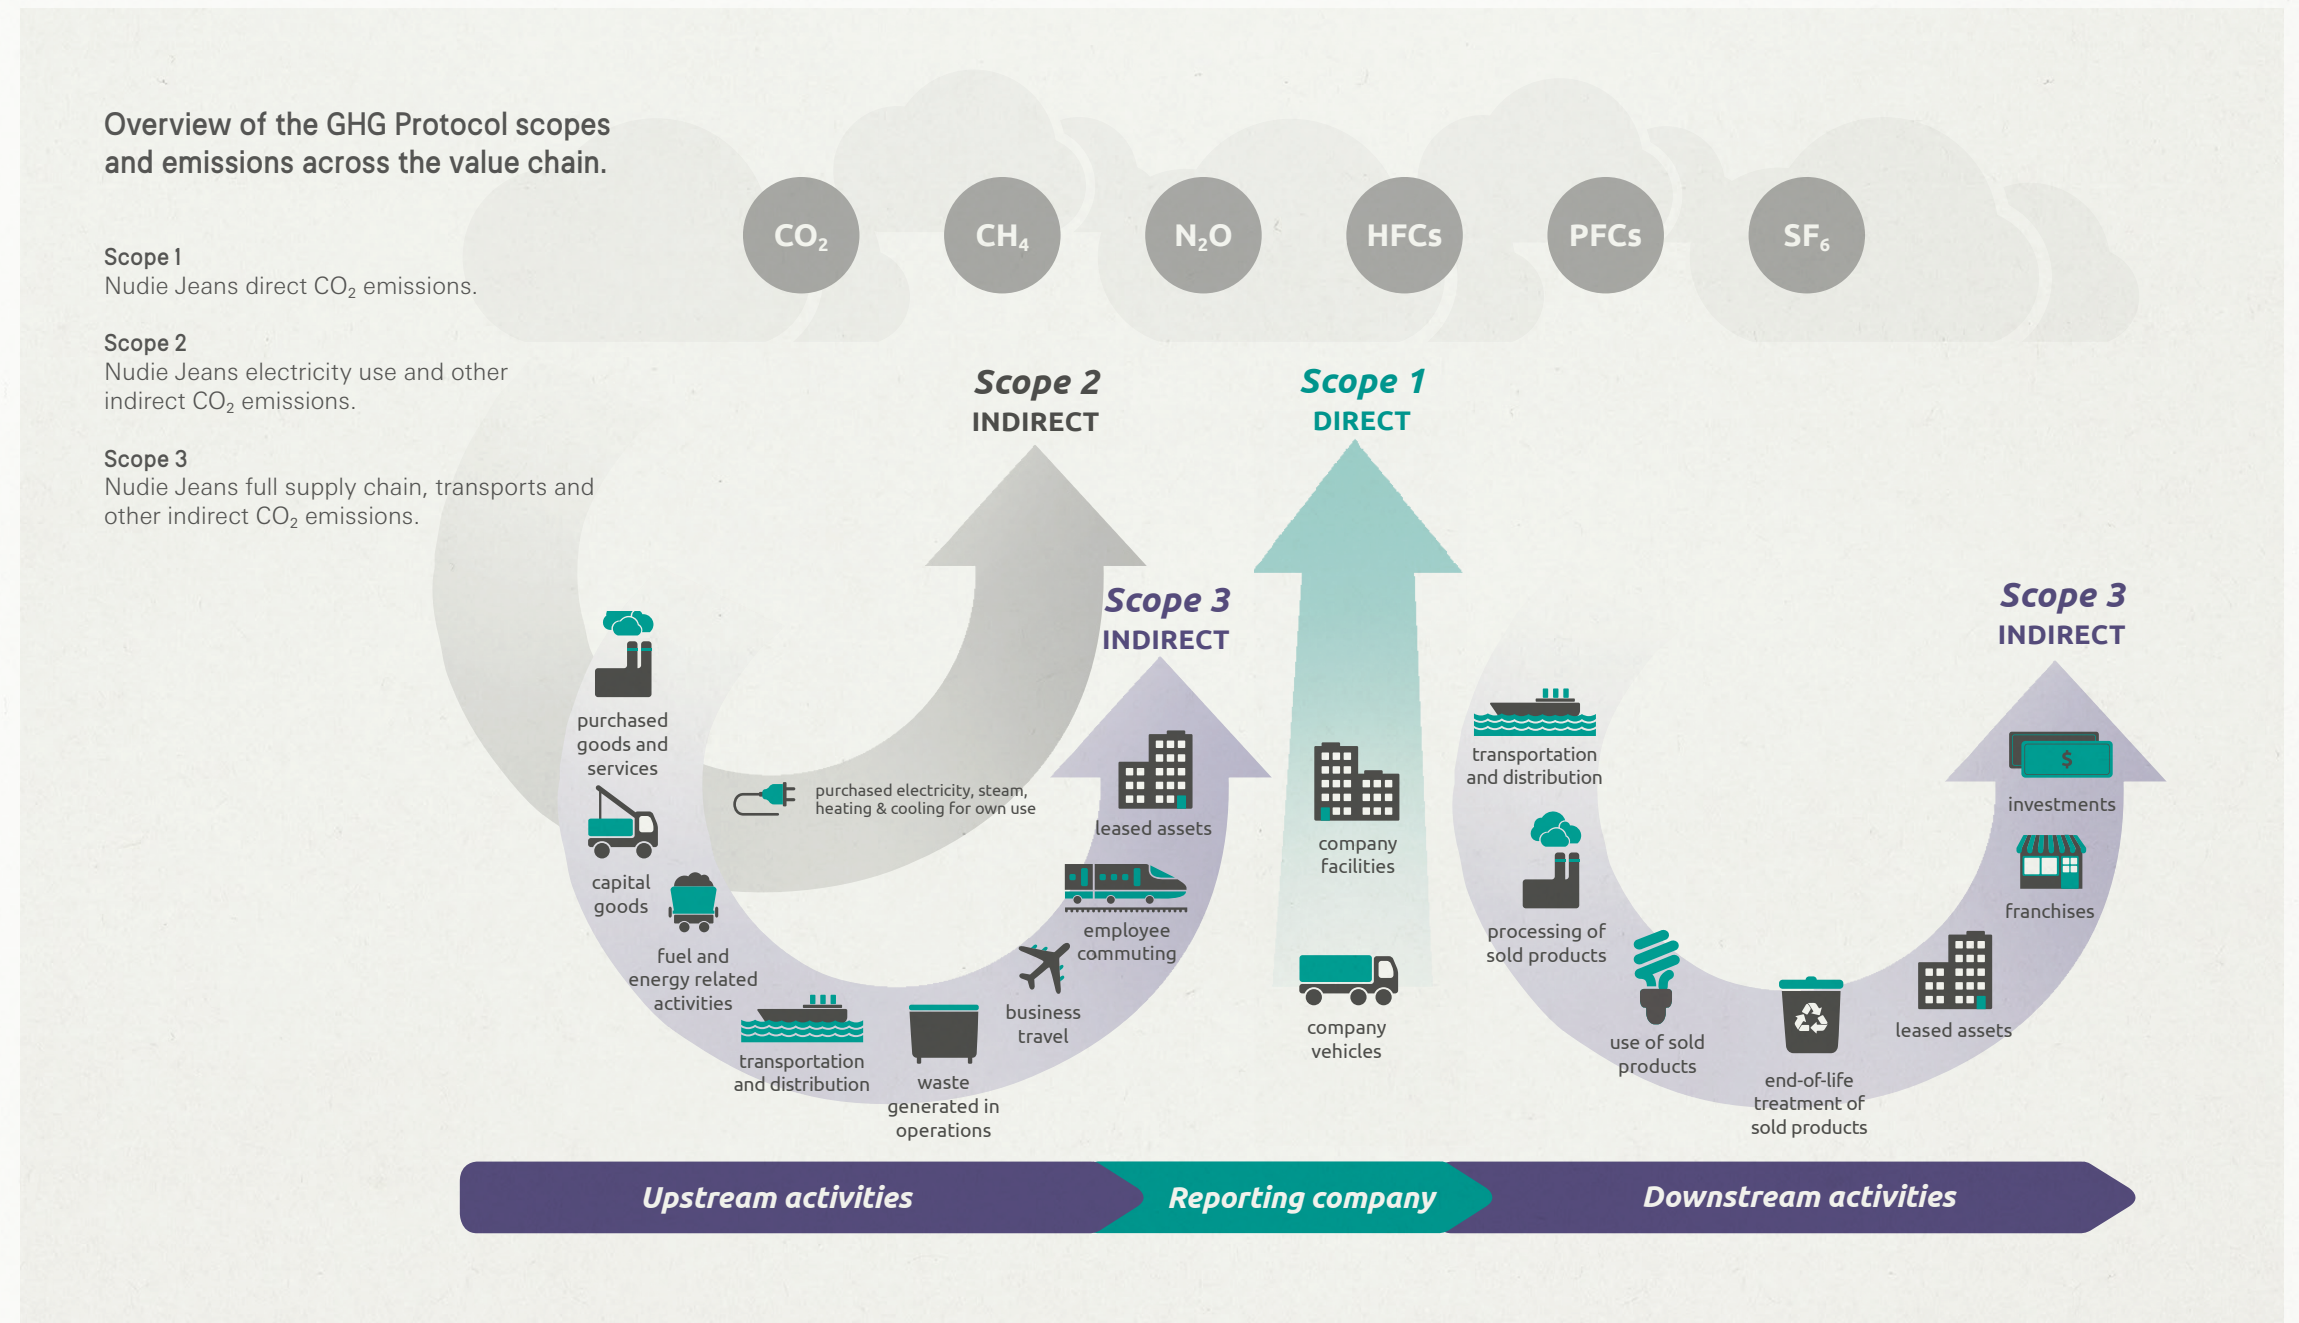 Overview of the GHG Protocol scopes
and emissions across the value chain.
Scope 1
Nudie Jeans direct CO₂ emissions.
Scope 2
Nudie Jeans electricity use and other
indirect CO₂ emissions.
Scope 3
Nudie Jeans full supply chain, transports and
other indirect CO₂ emissions.
CO₂
CH₄
N₂O
HFCs
PFCs
SF₆
Scope 2
INDIRECT
Scope 1
DIRECT
Scope 3
INDIRECT
Scope 3
INDIRECT
purchased
goods and
services
capital
goods
fuel and
energy related
activities
transportation
and distribution
waste
generated in
operations
business
travel
employee
commuting
leased assets
purchased electricity, steam,
heating & cooling for own use
company
facilities
company
vehicles
transportation
and distribution
processing of
sold products
use of sold
products
end-of-life
treatment of
sold products
leased assets
franchises
$
investments
Upstream activities
Reporting company
Downstream activities